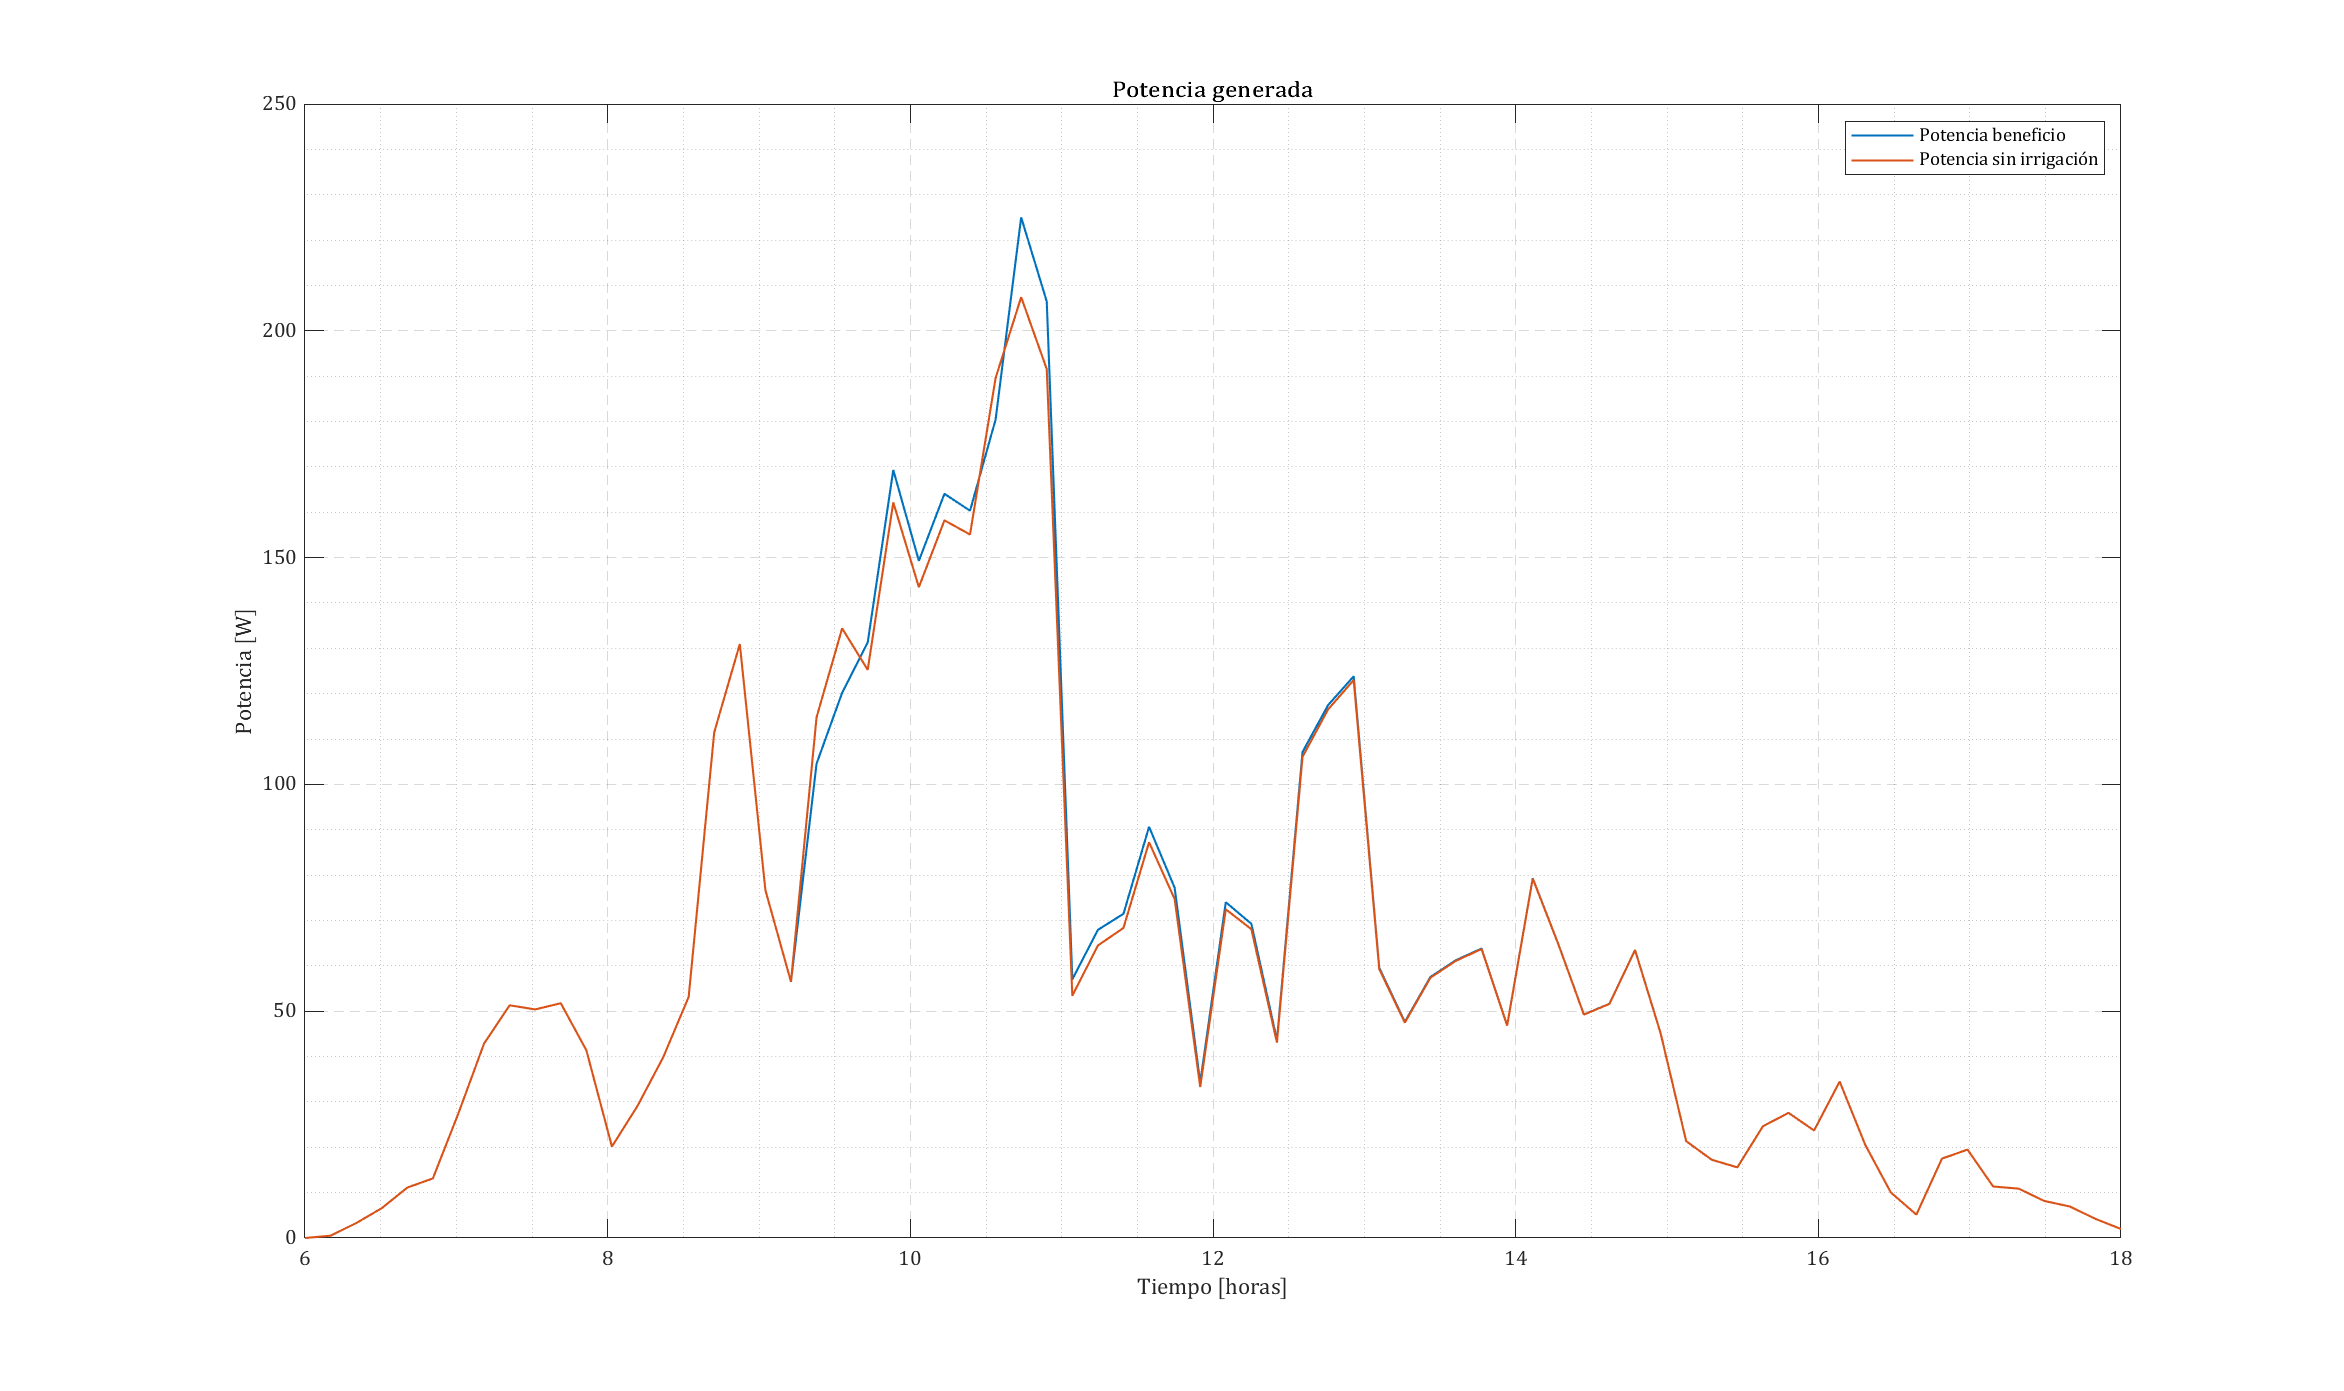 Potencia generada
250
200
150
100
50
0
Potencia [W]
Potencia beneficio
Potencia sin irrigación
6 8 10 12 14 16 18
Tiempo [horas]